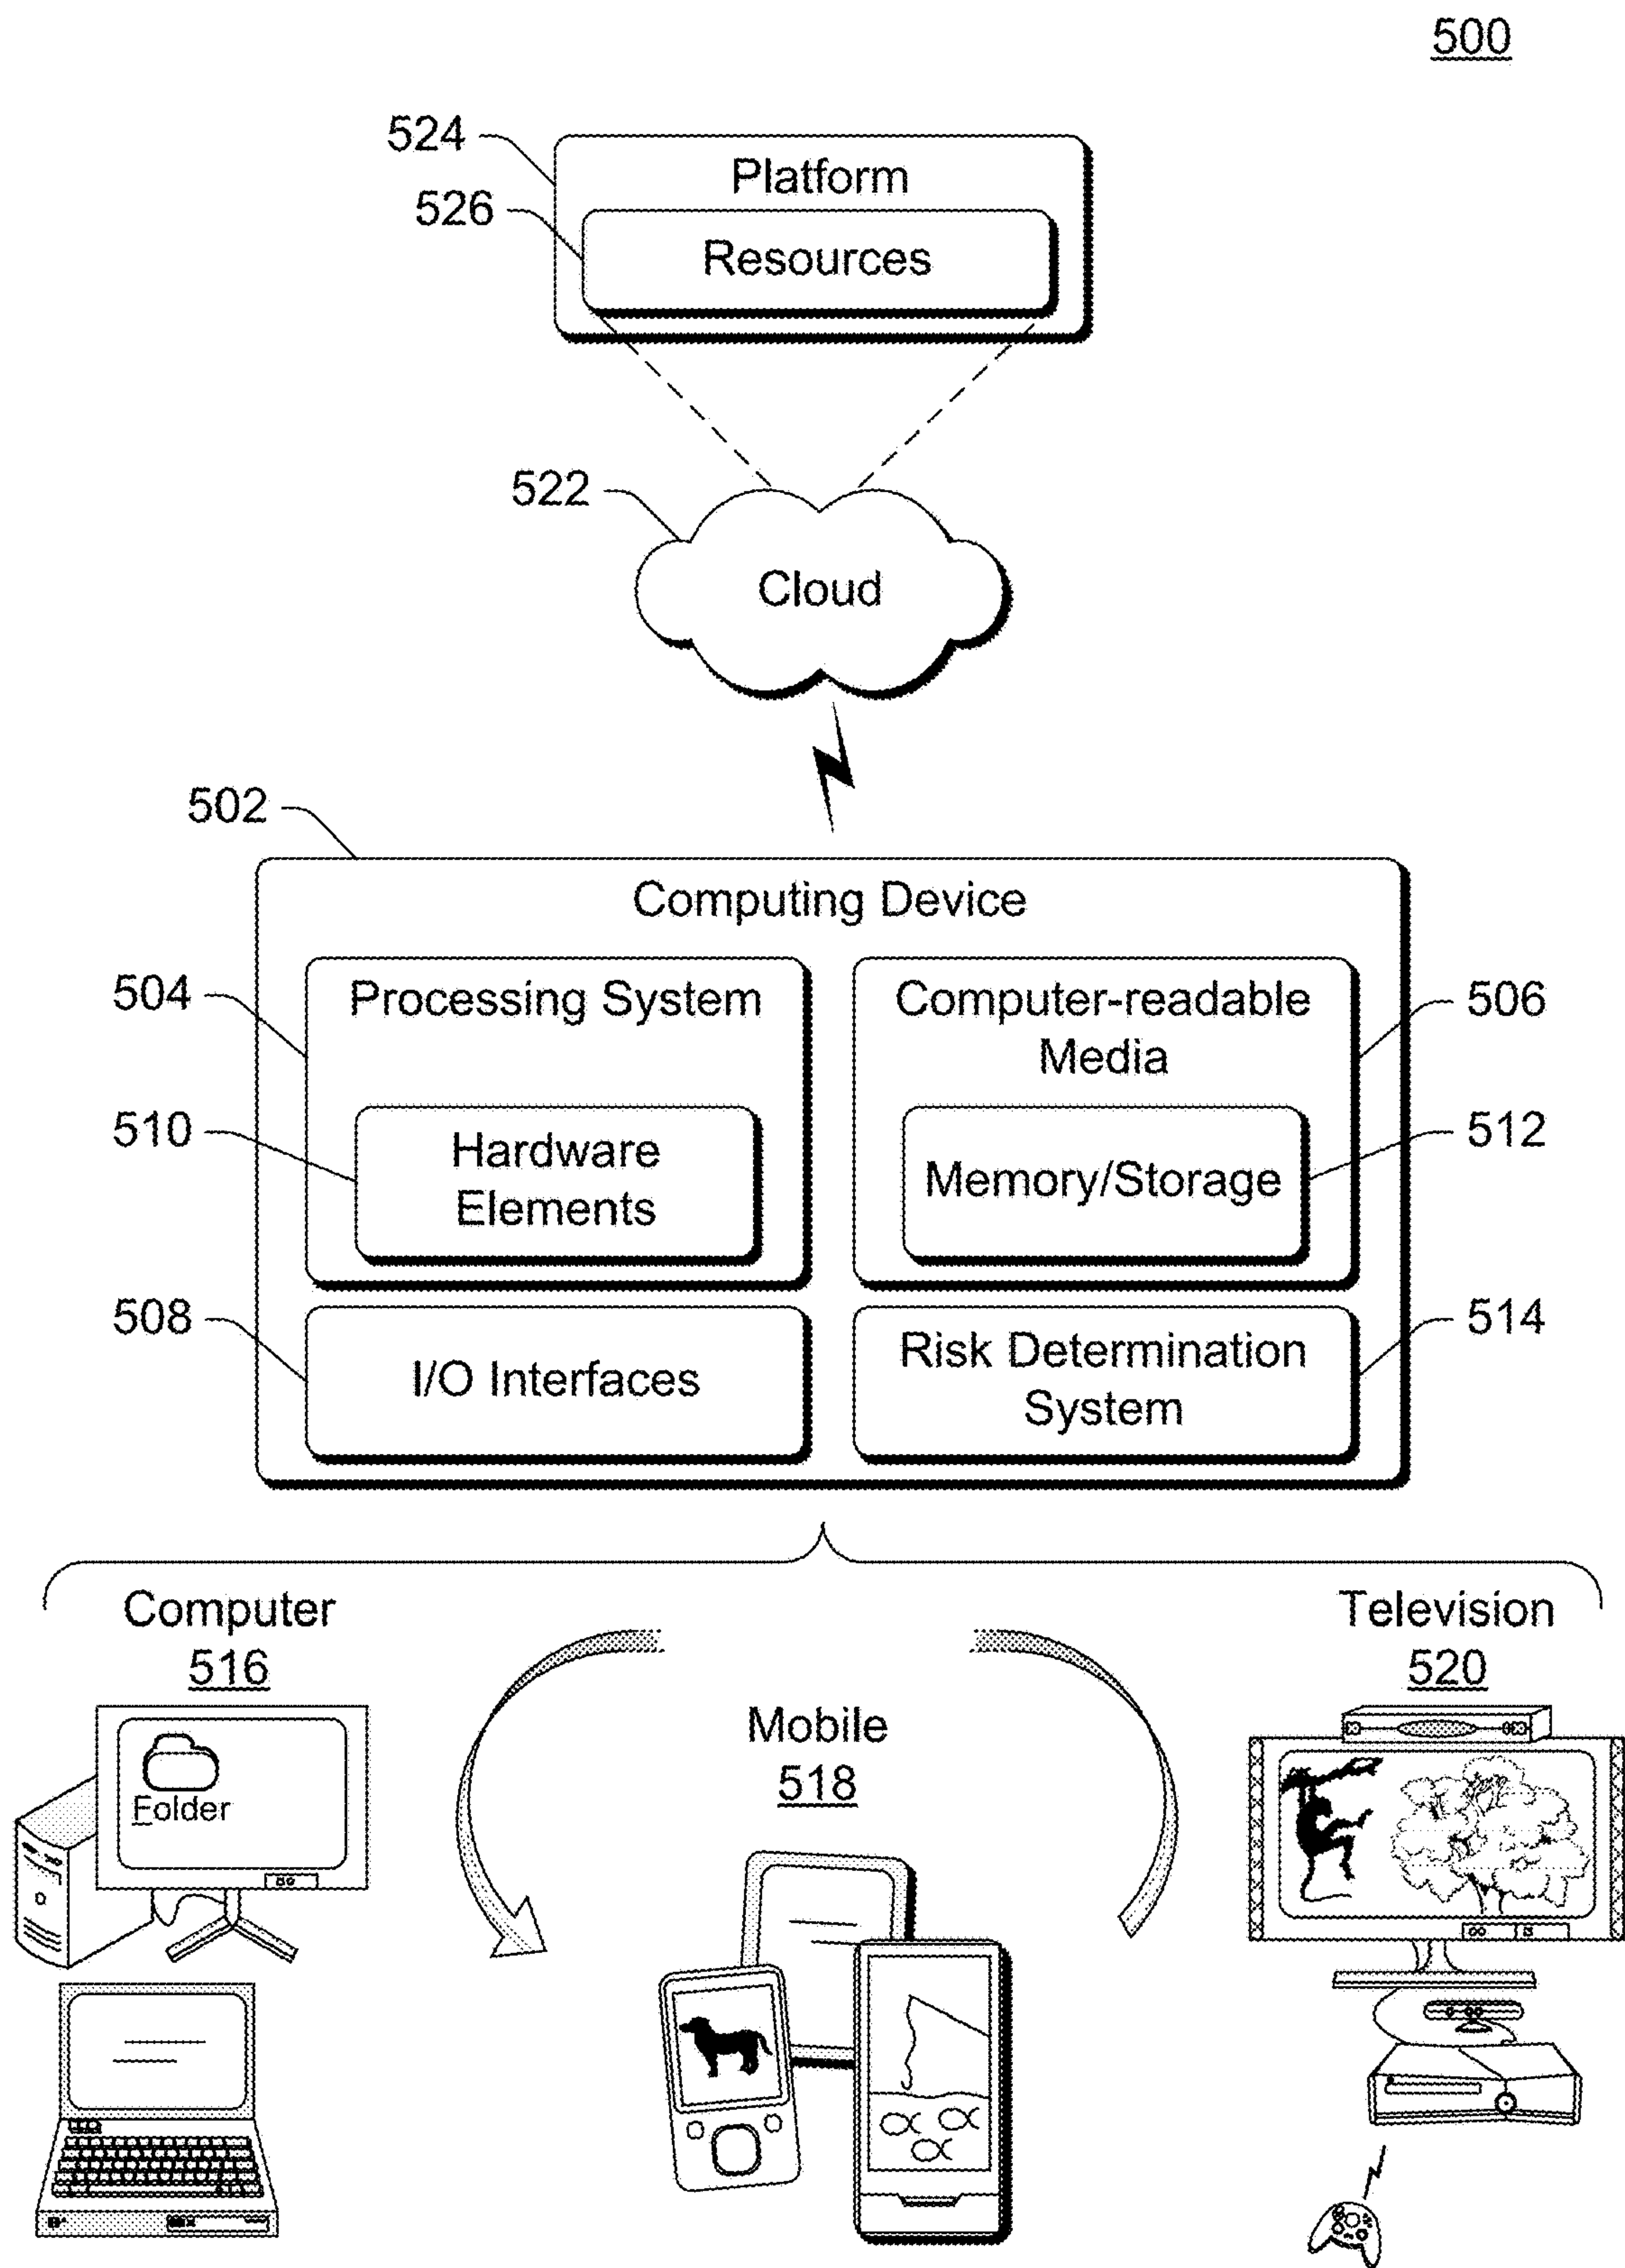 500
524
Platform
526
Resources
522
Cloud
502
Computing Device
504
Processing System
Computer-readable
Media
506
510
Hardware
Elements
Memory/Storage
512
508
I/O Interfaces
Risk Determination
System
514
Computer
516
Folder
Mobile
518
Television
520